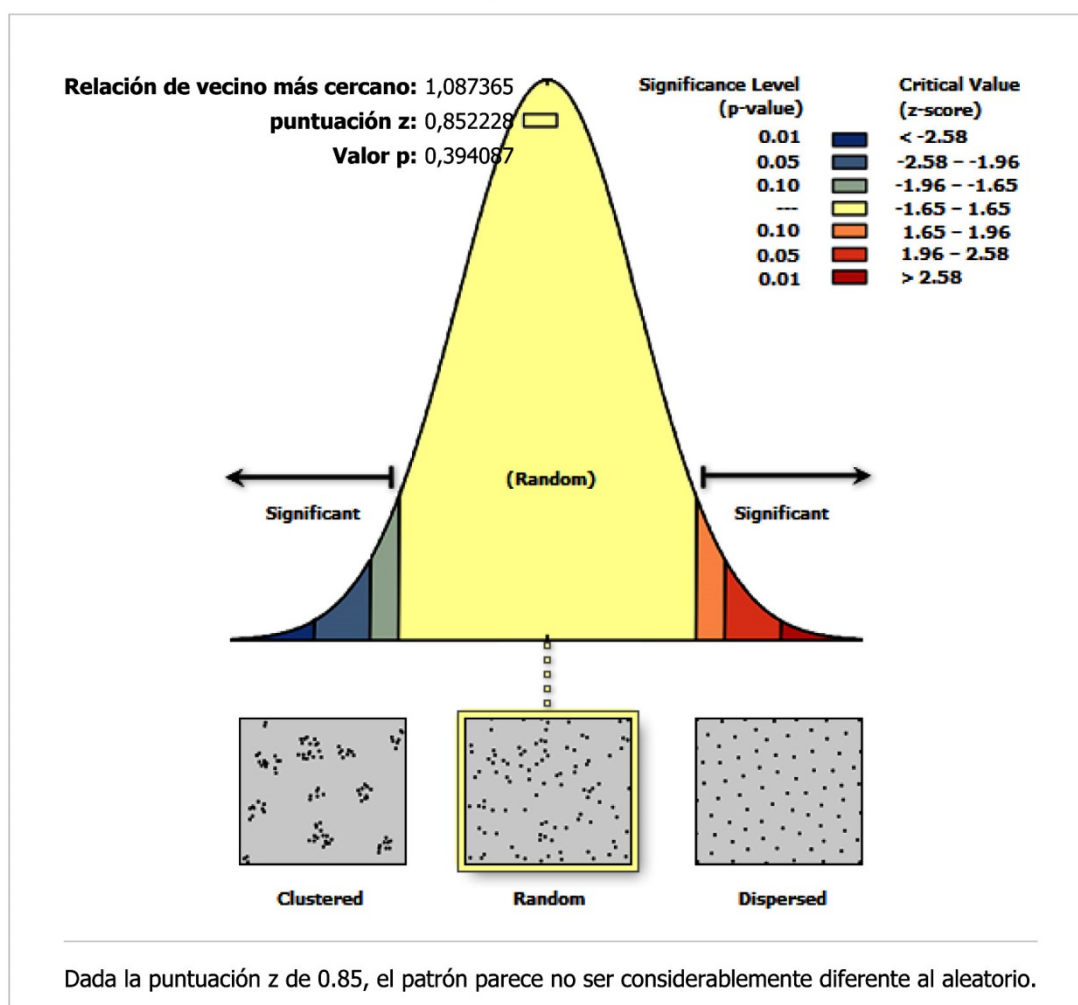 Relación de vecino más cercano: 1,087365
puntuación z: 0,852228
Valor p: 0,394087
Significance Level (p-value) Critical Value (z-score)
0.01 < -2.58
0.05 -2.58 – -1.96
0.10 -1.96 – -1.65
--- -1.65 – 1.65
0.10 1.65 – 1.96
0.05 1.96 – 2.58
0.01 > 2.58
(Random)
Significant Significant
Clustered Random Dispersed
Dada la puntuación z de 0.85, el patrón parece no ser considerablemente diferente al aleatorio.